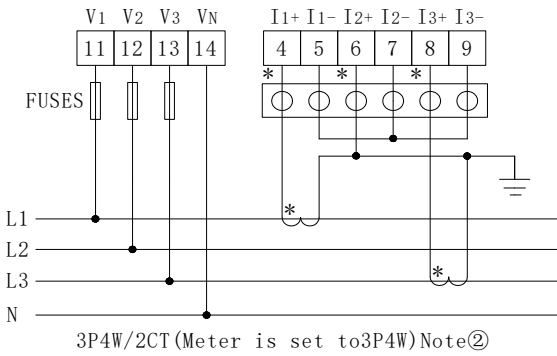 V1 V2 V3 VN I1+ I1- I2+ I2- I3+ I3-
11 12 13 14 4 5 6 7 8 9
* * *
FUSES
*
L1
L2
*
L3
N
3P4W/2CT(Meter is set to3P4W)Note②